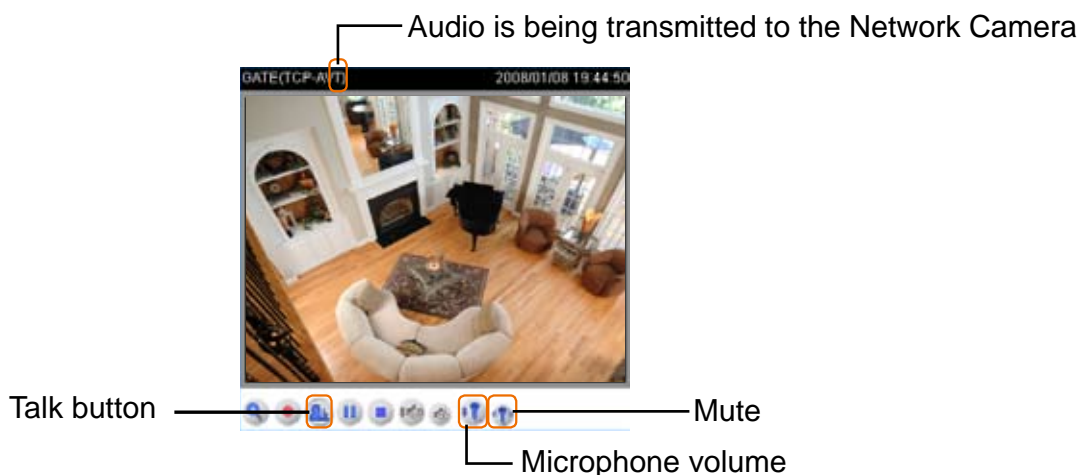 Audio is being transmitted to the Network Camera
GATE(TCP-AVT) 2008/01/08 19:44:50
Talk button
Mute
Microphone volume